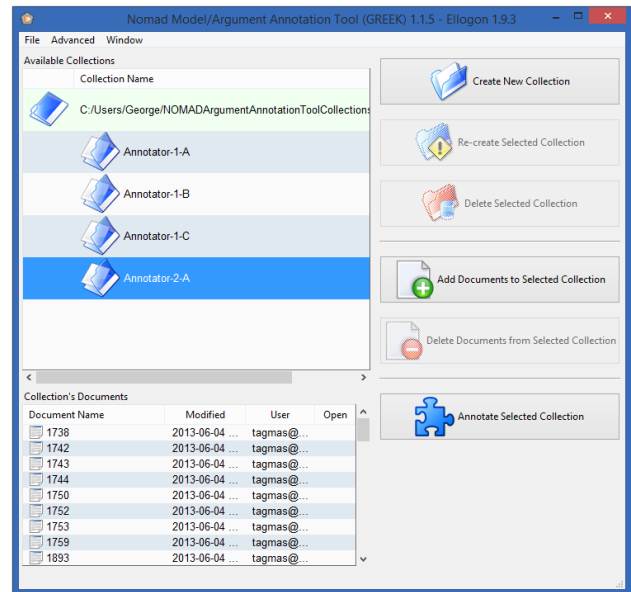 Nomad Model/Argument Annotation Tool (GREEK) 1.1.5 - Ellogon 1.9.3
File Advanced Window
Available Collections
Collection Name
C:/Users/George/NOMADArgumentAnnotationToolCollections
Annotator-1-A
Annotator-1-B
Annotator-1-C
Annotator-2-A
Create New Collection
Re-create Selected Collection
Delete Selected Collection
Add Documents to Selected Collection
Delete Documents from Selected Collection
Annotate Selected Collection
Collection's Documents
Document Name Modified User Open
1738 2013-06-04 ... tagmas@...
1742 2013-06-04 ... tagmas@...
1743 2013-06-04 ... tagmas@...
1744 2013-06-04 ... tagmas@...
1750 2013-06-04 ... tagmas@...
1752 2013-06-04 ... tagmas@...
1753 2013-06-04 ... tagmas@...
1759 2013-06-04 ... tagmas@...
1893 2013-06-04 ... tagmas@...